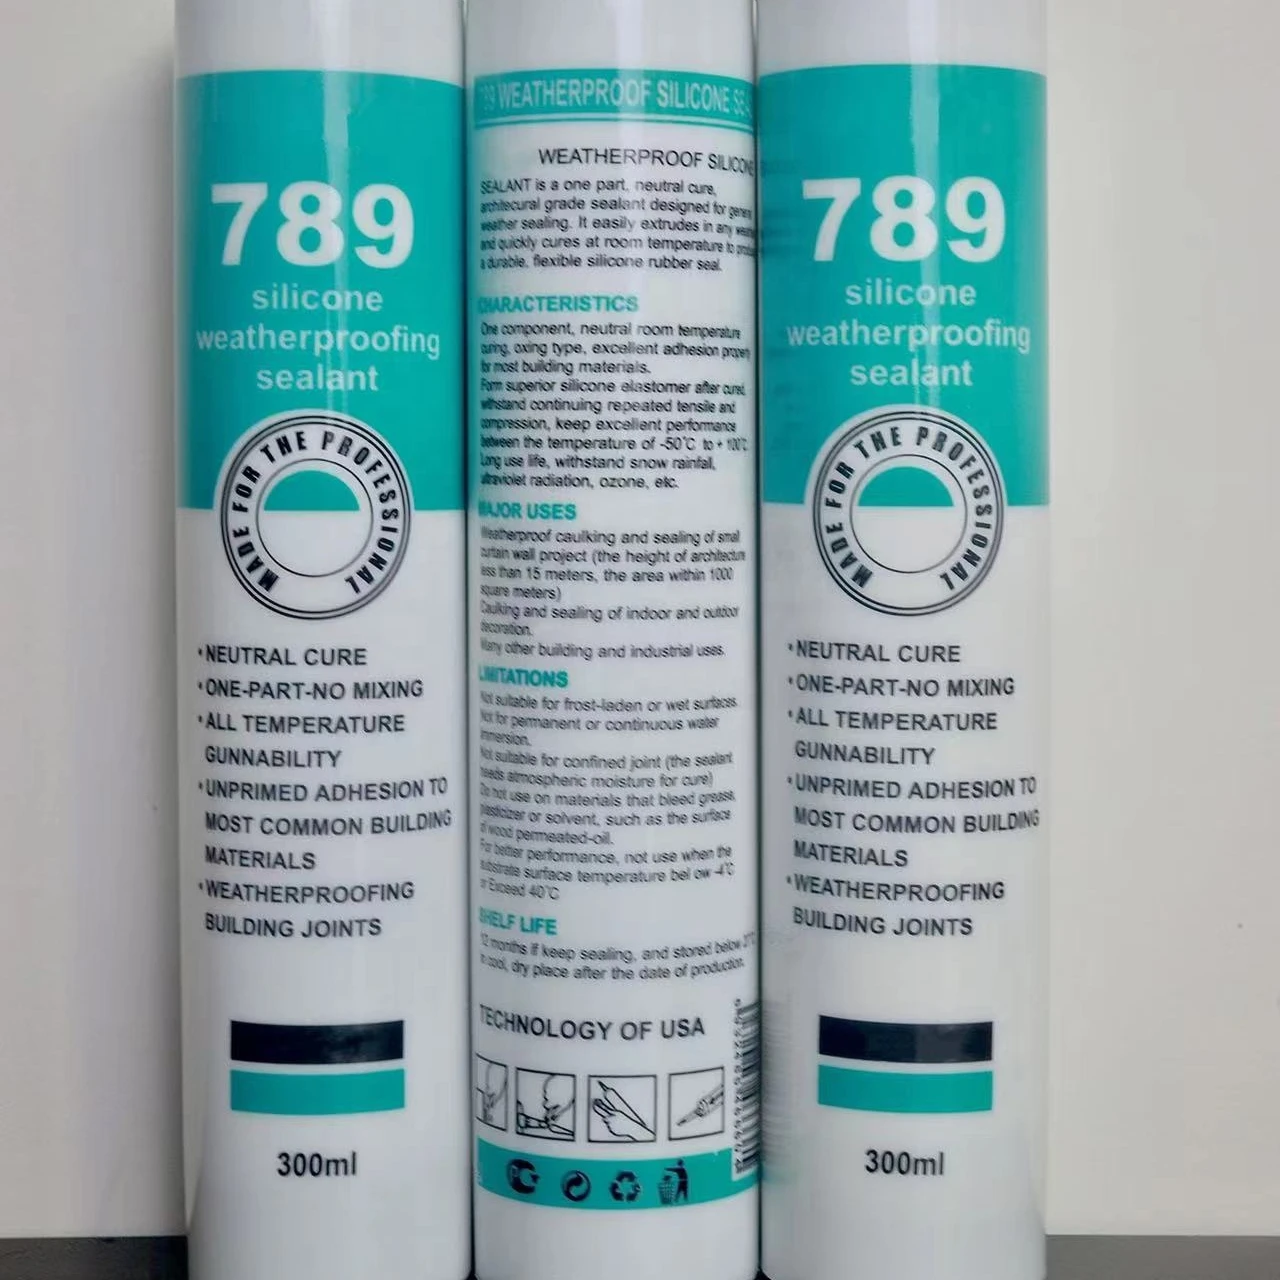 789
silicone
weatherproofing
sealant
MADE FOR THE PROFESSIONAL
·NEUTRAL CURE
·ONE-PART-NO MIXING
·ALL TEMPERATURE
GUNNABILITY
·UNPRIMED ADHESION TO
MOST COMMON BUILDING
MATERIALS
·WEATHERPROOFING
BUILDING JOINTS
300ml
789 WEATHERPROOF SILICONE
WEATHERPROOF SILICONE
SEALANT is a one part, neutral cure,
architecural grade sealant designed for
weather sealing. It easily extrudes in any
and quickly cures at room temperature to
a durable, flexible silicone rubber seal.
CHARACTERISTICS
One component, neutral room temperature
curing, oxing type, excellent adhesion
for most building materials.
Form superior silicone elastomer after cured,
withstand continuing repeated tensile and
compression, keep excellent performance
between the temperature of -50°C to + 100°C
Long use life, withstand snow rainfall,
ultraviolet radiation, ozone, etc.
MAJOR USES
Weatherproof caulking and sealing of small
curtain wall project (the height of architecture
less than 15 meters, the area within 1000
square meters)
Caulking and sealing of indoor and outdoor
decoration.
Many other building and industrial uses.
LIMITATIONS
Not suitable for frost-laden or wet surfaces.
Not for permanent or continuous water
immersion.
Not suitable for confined joint (the sealant
needs atmospheric moisture for cure)
Do not use on materials that bleed grease,
plasticizer or solvent, such as the surface
of wood permeated-oil.
For better performance, not use when the
substrate surface temperature bel ow -4°C
or Exceed 40°C
SHELF LIFE
12 months if keep sealing, and stored below
in cool, dry place after the date of production.
TECHNOLOGY OF USA
789
silicone
weatherproofing
sealant
MADE FOR THE PROFESSIONAL
·NEUTRAL CURE
·ONE-PART-NO MIXING
·ALL TEMPERATURE
GUNNABILITY
·UNPRIMED ADHESION TO
MOST COMMON BUILDING
MATERIALS
·WEATHERPROOFING
BUILDING JOINTS
300ml